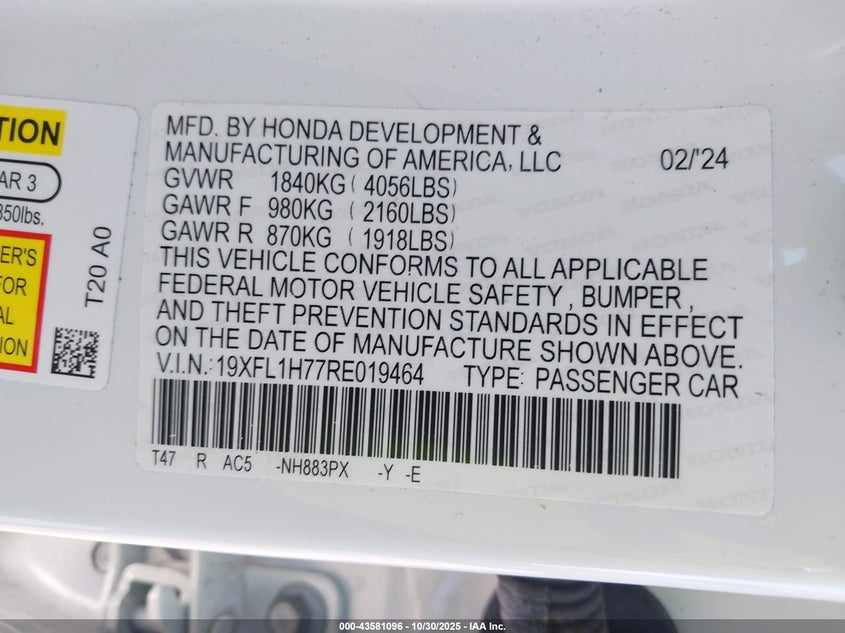 TION
AR 3
850lbs.
ER'S
FOR
AL
ION
T20 A0
MFD. BY HONDA DEVELOPMENT &
MANUFACTURING OF AMERICA, LLC 02/'24
GVWR 1840KG ( 4056LBS)
GAWR F 980KG ( 2160LBS)
GAWR R 870KG ( 1918LBS)
THIS VEHICLE CONFORMS TO ALL APPLICABLE
FEDERAL MOTOR VEHICLE SAFETY , BUMPER ,
AND THEFT PREVENTION STANDARDS IN EFFECT
ON THE DATE OF MANUFACTURE SHOWN ABOVE.
V.I.N.: 19XFL1H77RE019464 TYPE: PASSENGER CAR
T47 R AC5 -NH883PX -Y -E
000-43581096 - 10/30/2025 - IAA Inc.